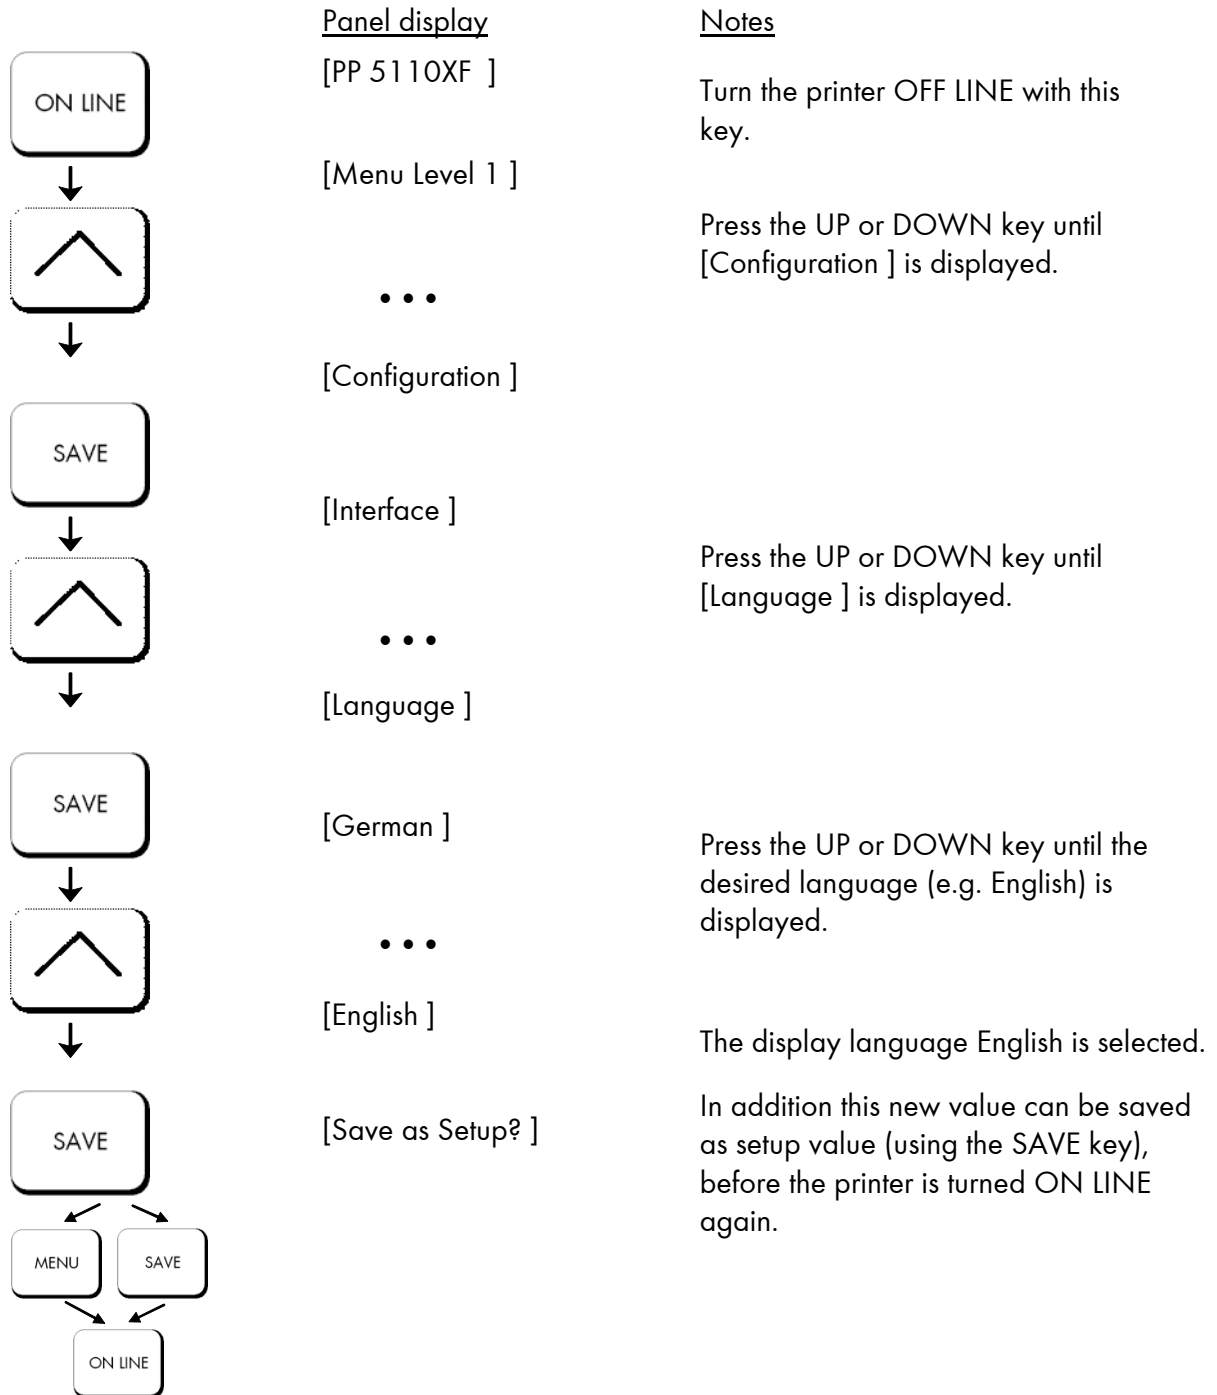 Panel display
Notes
ON LINE
[PP 5110XF  ]
Turn the printer OFF LINE with this
key.
[Menu Level 1 ]
Press the UP or DOWN key until
[Configuration ] is displayed.
• • •
[Configuration ]
SAVE
[Interface ]
Press the UP or DOWN key until
[Language ] is displayed.
• • •
[Language ]
SAVE
[German ]
Press the UP or DOWN key until the
desired language (e.g. English) is
displayed.
• • •
[English ]
The display language English is selected.
SAVE
[Save as Setup? ]
In addition this new value can be saved
as setup value (using the SAVE key),
before the printer is turned ON LINE
again.
MENU
SAVE
ON LINE